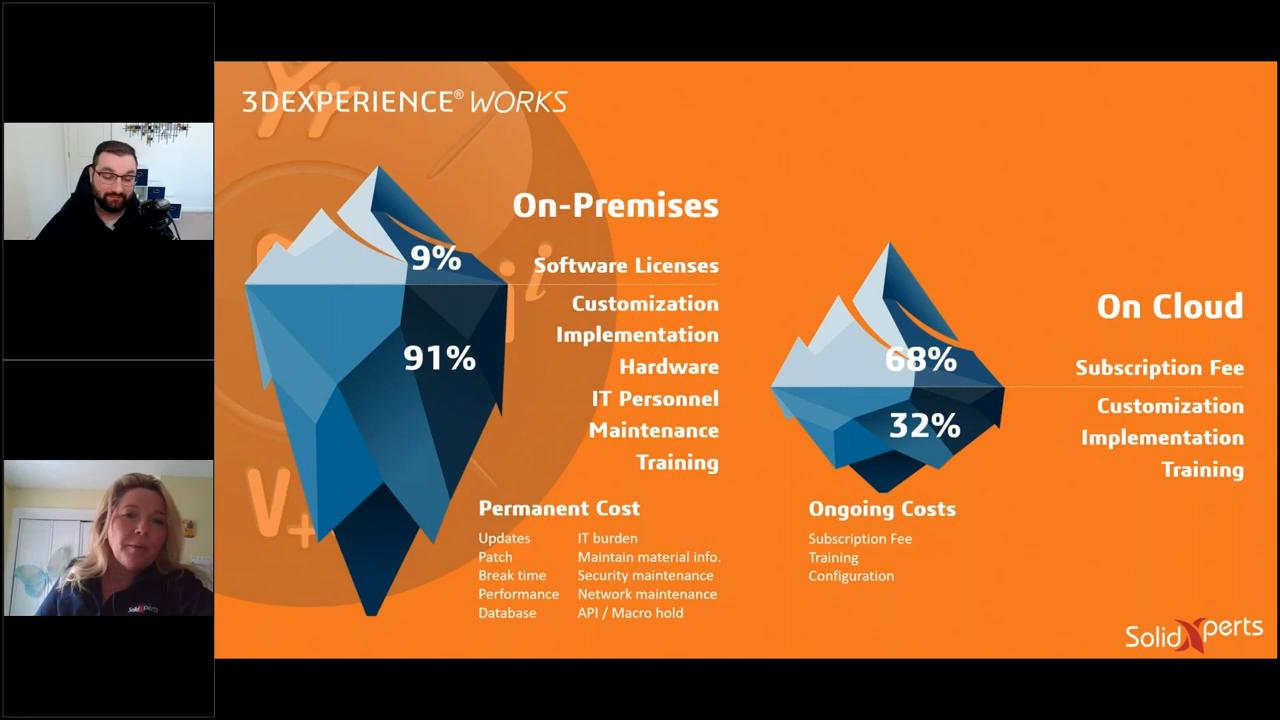 3DEXPERIENCE® WORKS
On-Premises
9%
Software Licenses
91%
Customization
Implementation
Hardware
IT Personnel
Maintenance
Training
Permanent Cost
Updates
IT burden
Patch
Maintain material info.
Break time
Security maintenance
Performance
Network maintenance
Database
API / Macro hold
On Cloud
68%
Subscription Fee
32%
Customization
Implementation
Training
Ongoing Costs
Subscription Fee
Training
Configuration
SolidXperts
i
V+
SolidXperts